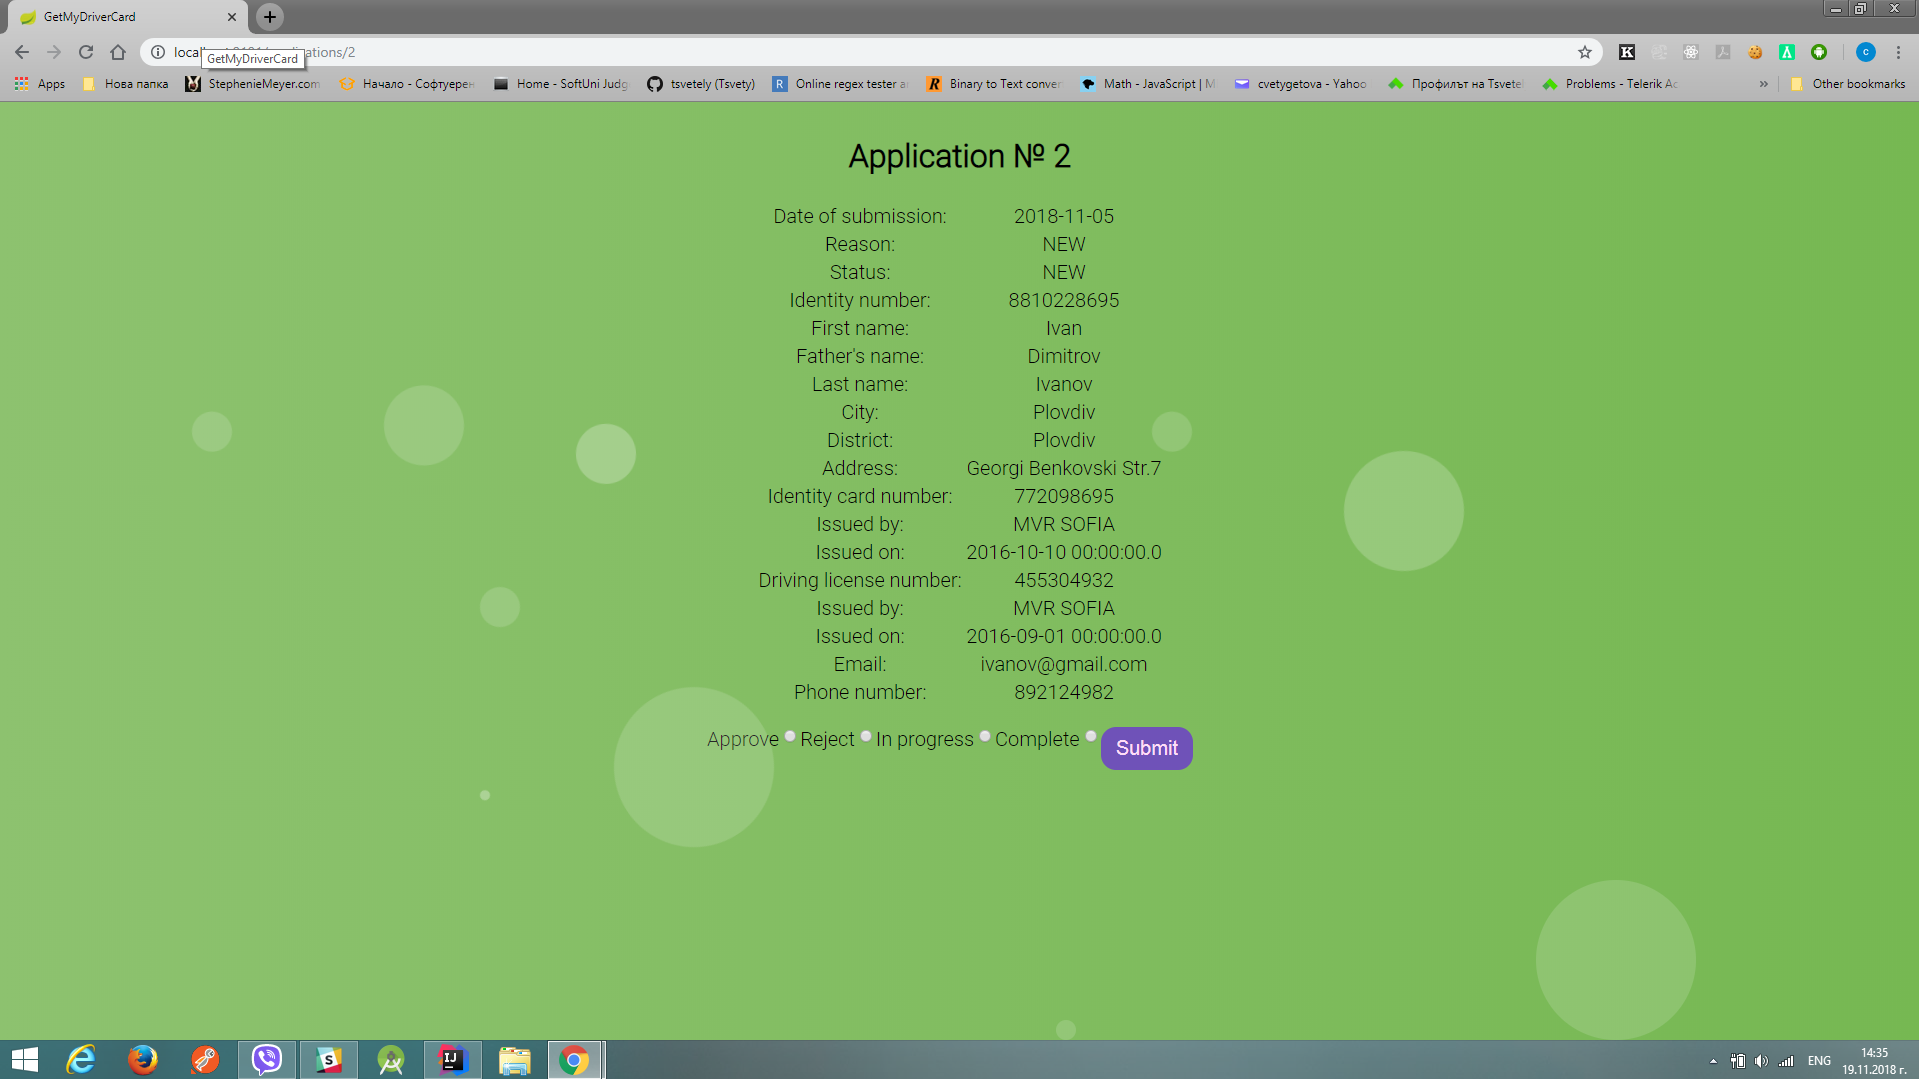 GetMyDriverCard
GetMyDriverCard
Apps Нова папка StephenieMeyer.com Начало - Софтуерен Home - SoftUni Judg tsvetely (Tsvety) Online regex tester Binary to Text conver Math - JavaScript | M cvetygetova - Yahoo Профилът на Tsvetel Problems - Telerik Ac » Other bookmarks
Application № 2
Date of submission: 2018-11-05
Reason: NEW
Status: NEW
Identity number: 8810228695
First name: Ivan
Father's name: Dimitrov
Last name: Ivanov
City: Plovdiv
District: Plovdiv
Address: Georgi Benkovski Str.7
Identity card number: 772098695
Issued by: MVR SOFIA
Issued on: 2016-10-10 00:00:00.0
Driving license number: 455304932
Issued by: MVR SOFIA
Issued on: 2016-09-01 00:00:00.0
Email: ivanov@gmail.com
Phone number: 892124982
Approve Reject In progress Complete Submit
ENG 14:35
19.11.2018 г.